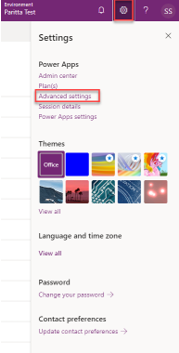 Environment
Paritta Test
?
SS
Settings
Power Apps
Admin center
Plan(s)
Advanced settings
Session details
Power Apps settings
Themes
Office
View all
Language and time zone
View all
Password
Change your password →
Contact preferences
Update contact preferences →